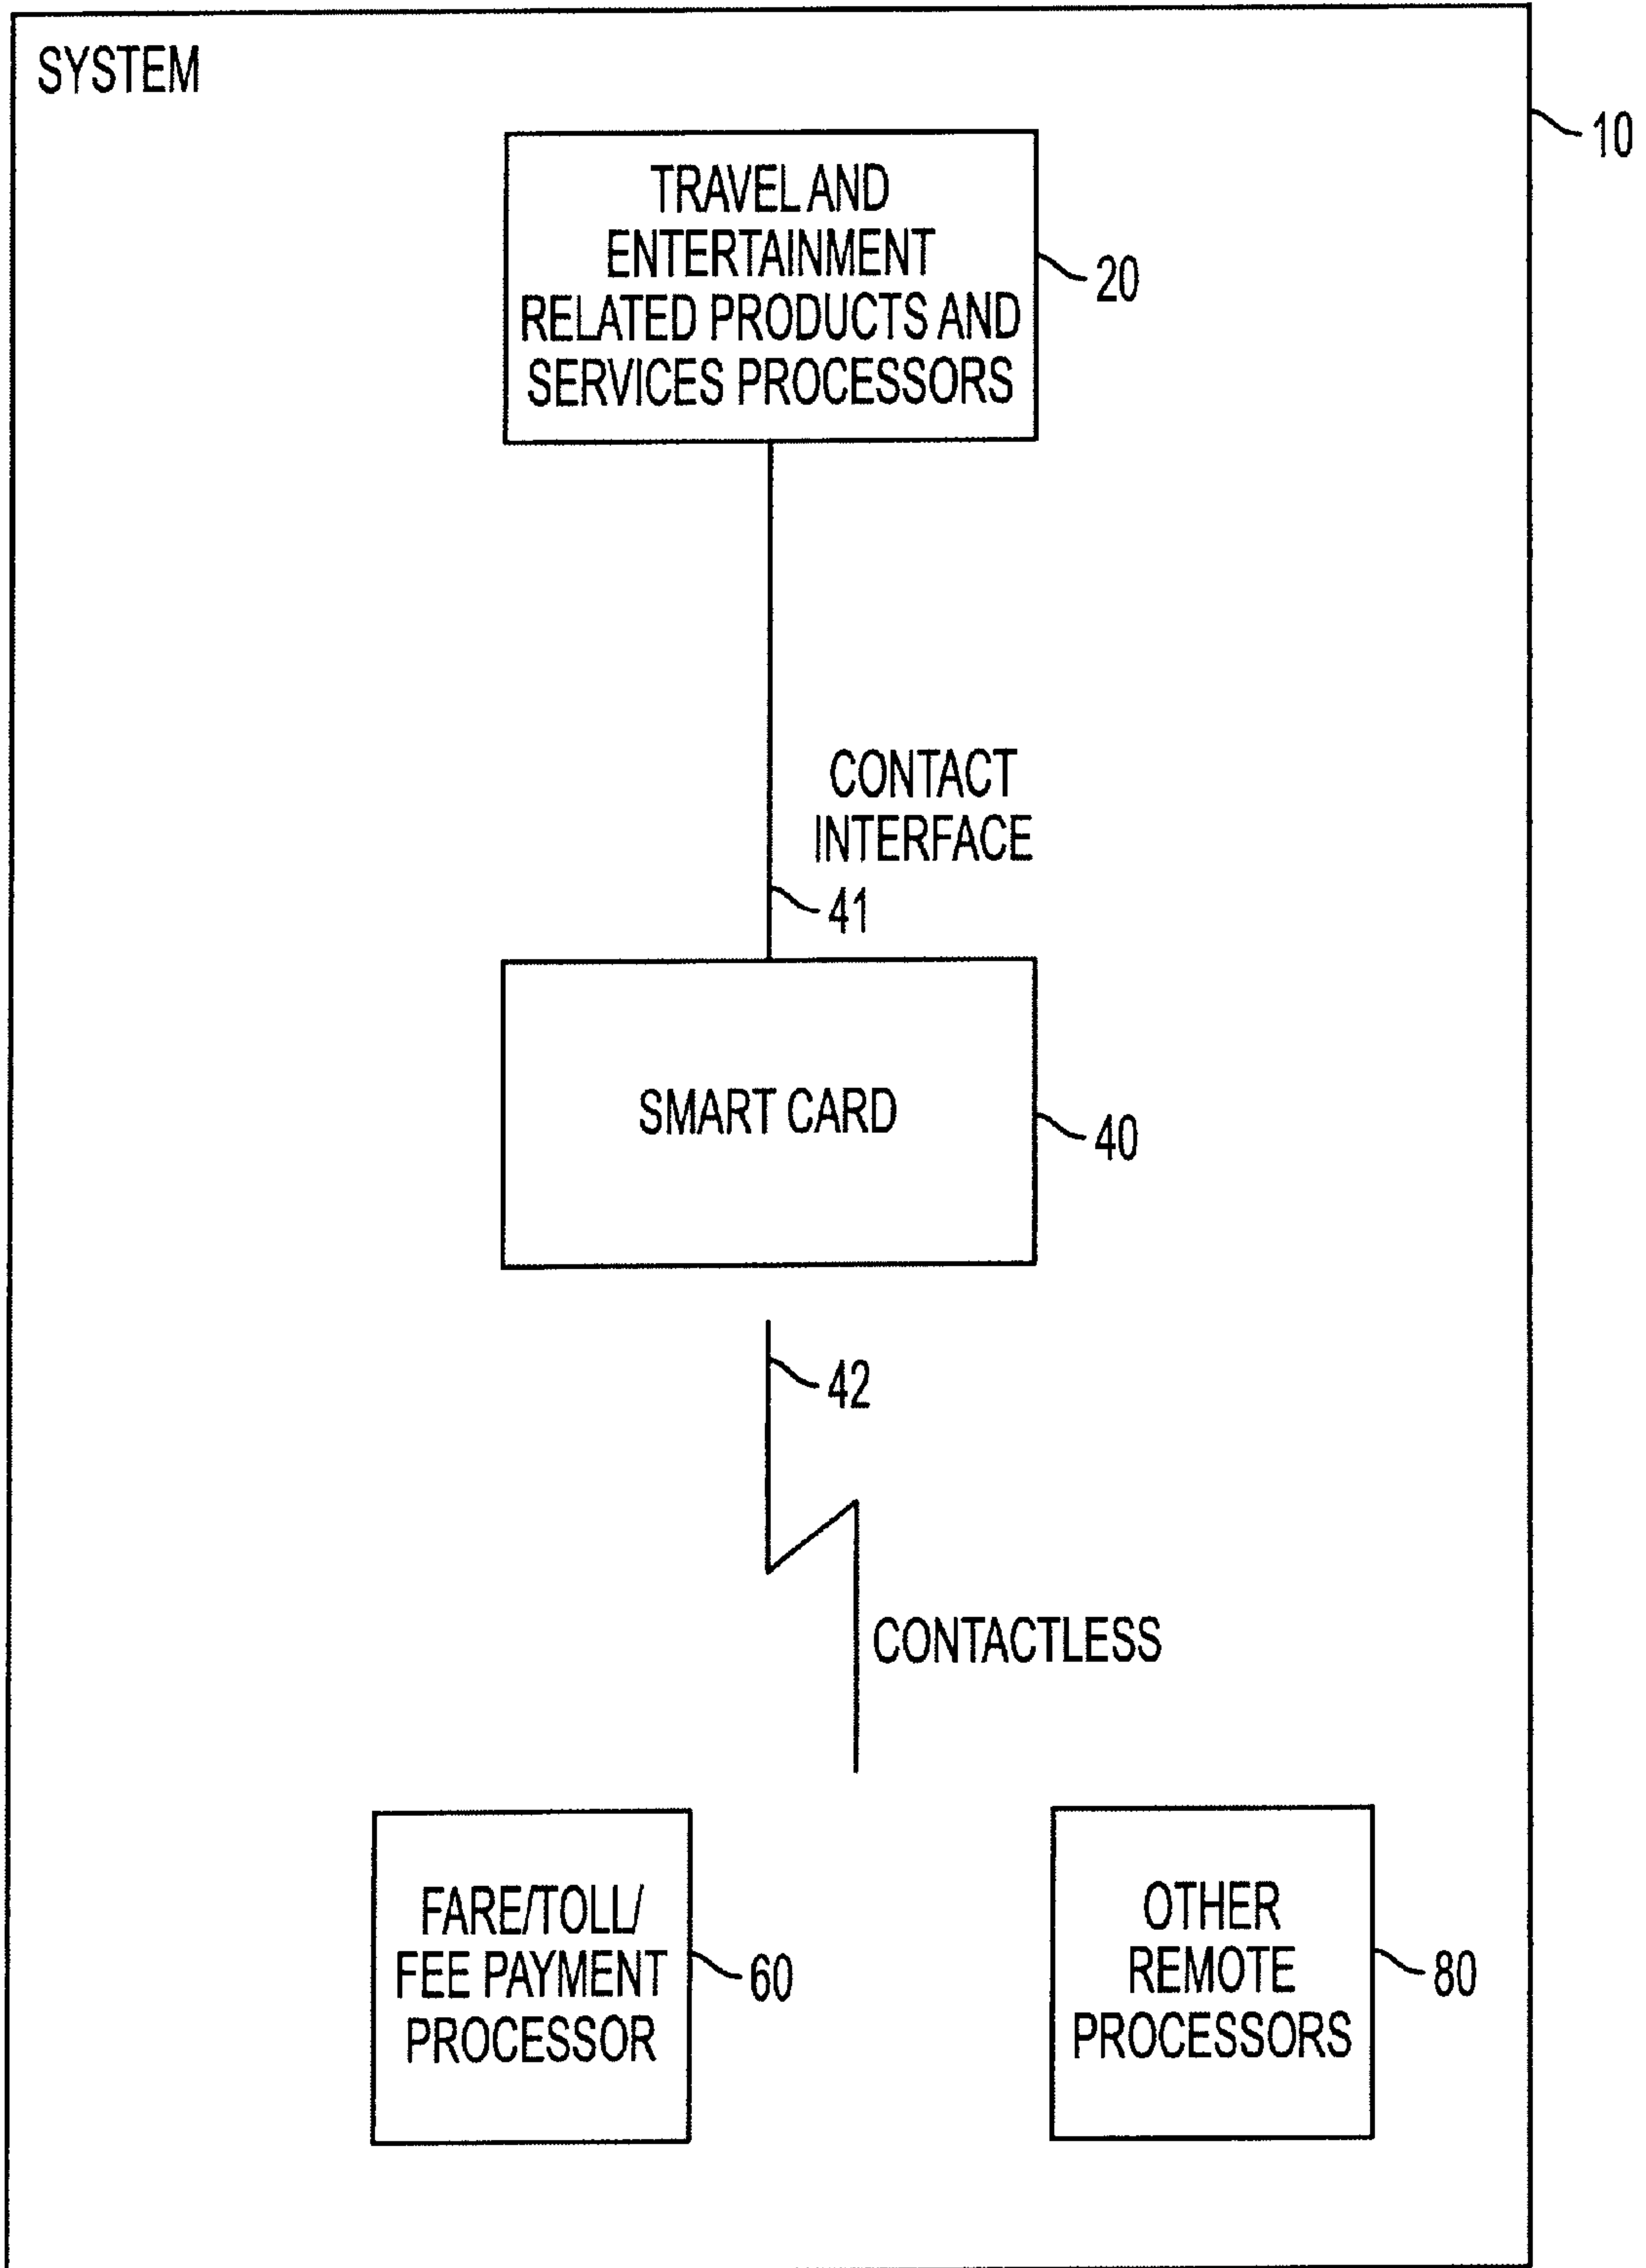 SYSTEM
10
TRAVEL AND
ENTERTAINMENT
RELATED PRODUCTS AND
SERVICES PROCESSORS
20
CONTACT
INTERFACE
41
SMART CARD
40
42
CONTACTLESS
FARE/TOLL/
FEE PAYMENT
PROCESSOR
60
OTHER
REMOTE
PROCESSORS
80